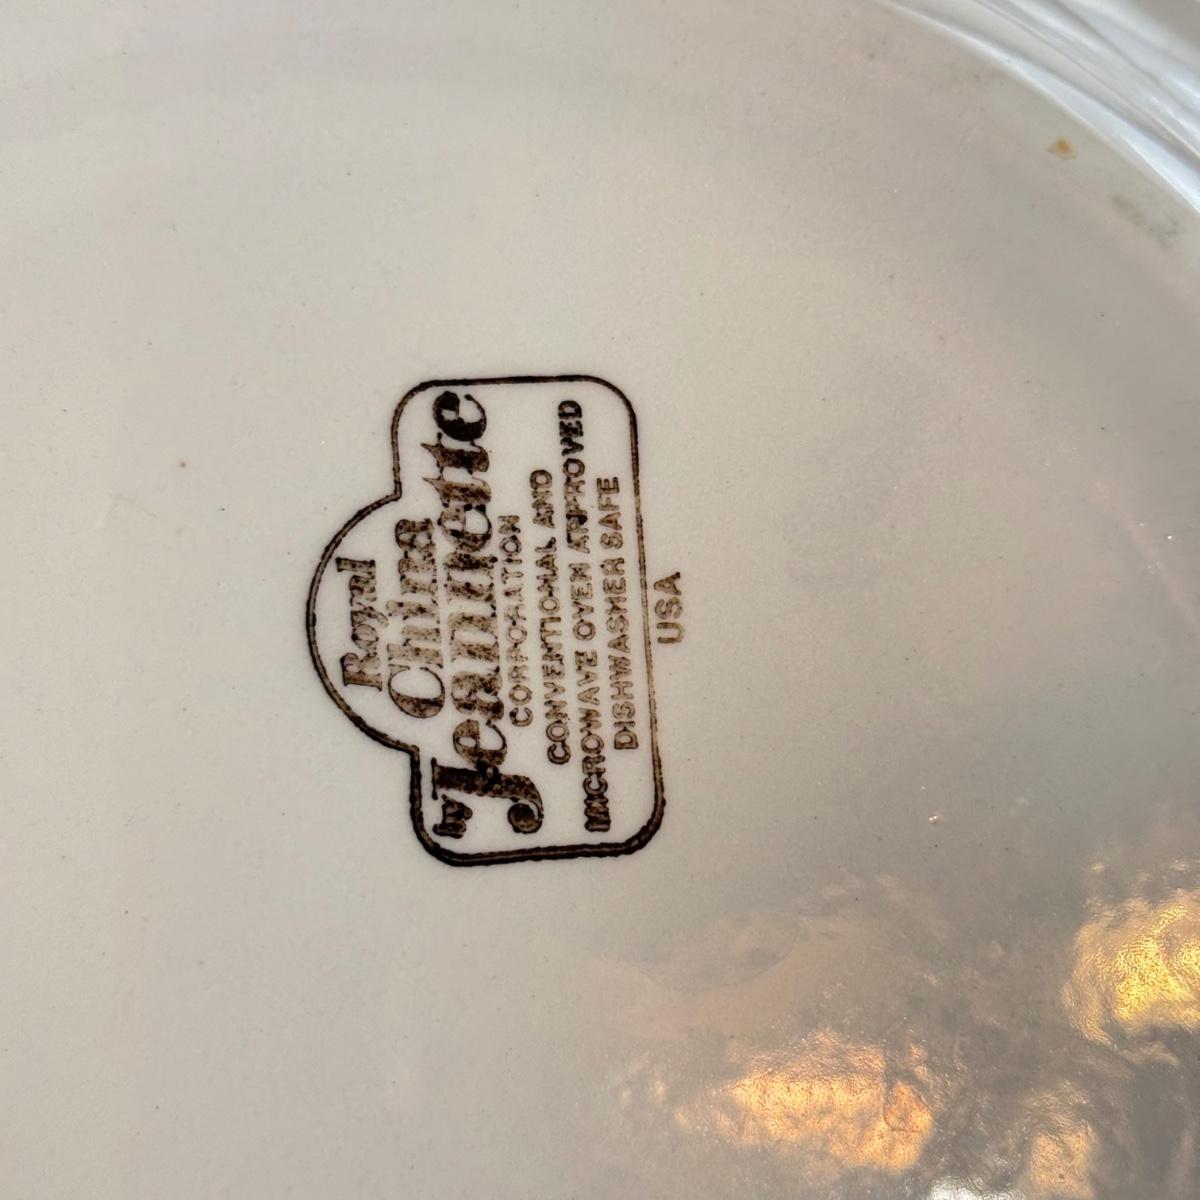 Royal
China
by Jeannette
CORPORATION
CONVENTIONAL AND
MICROWAVE OVEN APPROVED
DISHWASHER SAFE
USA